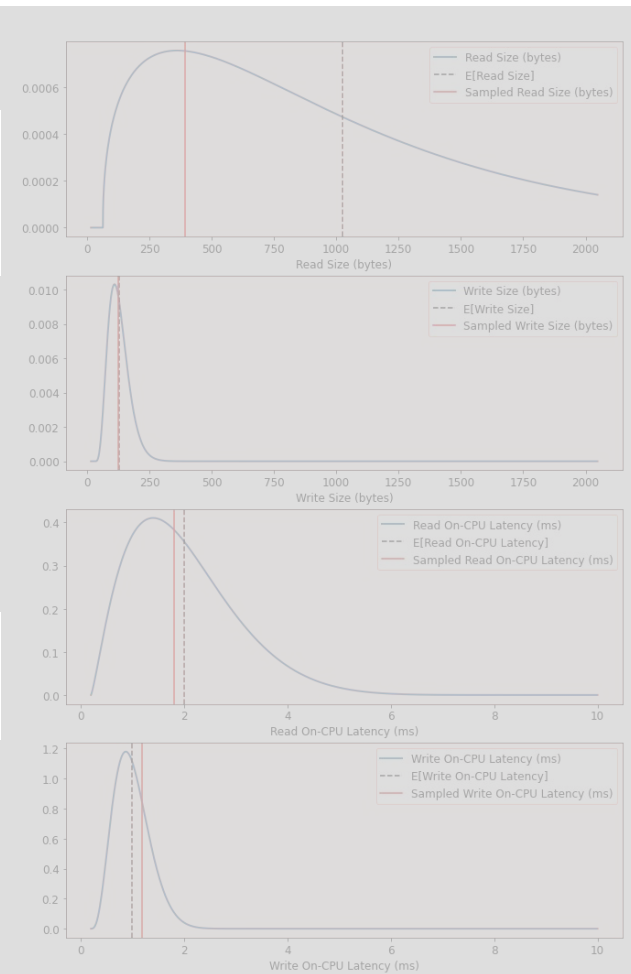 Read Size (bytes)
E[Read Size]
Sampled Read Size (bytes)
0.0006
0.0004
0.0002
0.0000
0 250 500 750 1000 1250 1500 1750 2000
Read Size (bytes)
Write Size (bytes)
E[Write Size]
Sampled Write Size (bytes)
0.010
0.008
0.006
0.004
0.002
0.000
0 250 500 750 1000 1250 1500 1750 2000
Write Size (bytes)
Read On-CPU Latency (ms)
E[Read On-CPU Latency]
Sampled Read On-CPU Latency (ms)
0.4
0.3
0.2
0.1
0.0
0 2 4 6 8 10
Read On-CPU Latency (ms)
Write On-CPU Latency (ms)
E[Write On-CPU Latency]
Sampled Write On-CPU Latency (ms)
1.2
1.0
0.8
0.6
0.4
0.2
0.0
0 2 4 6 8 10
Write On-CPU Latency (ms)